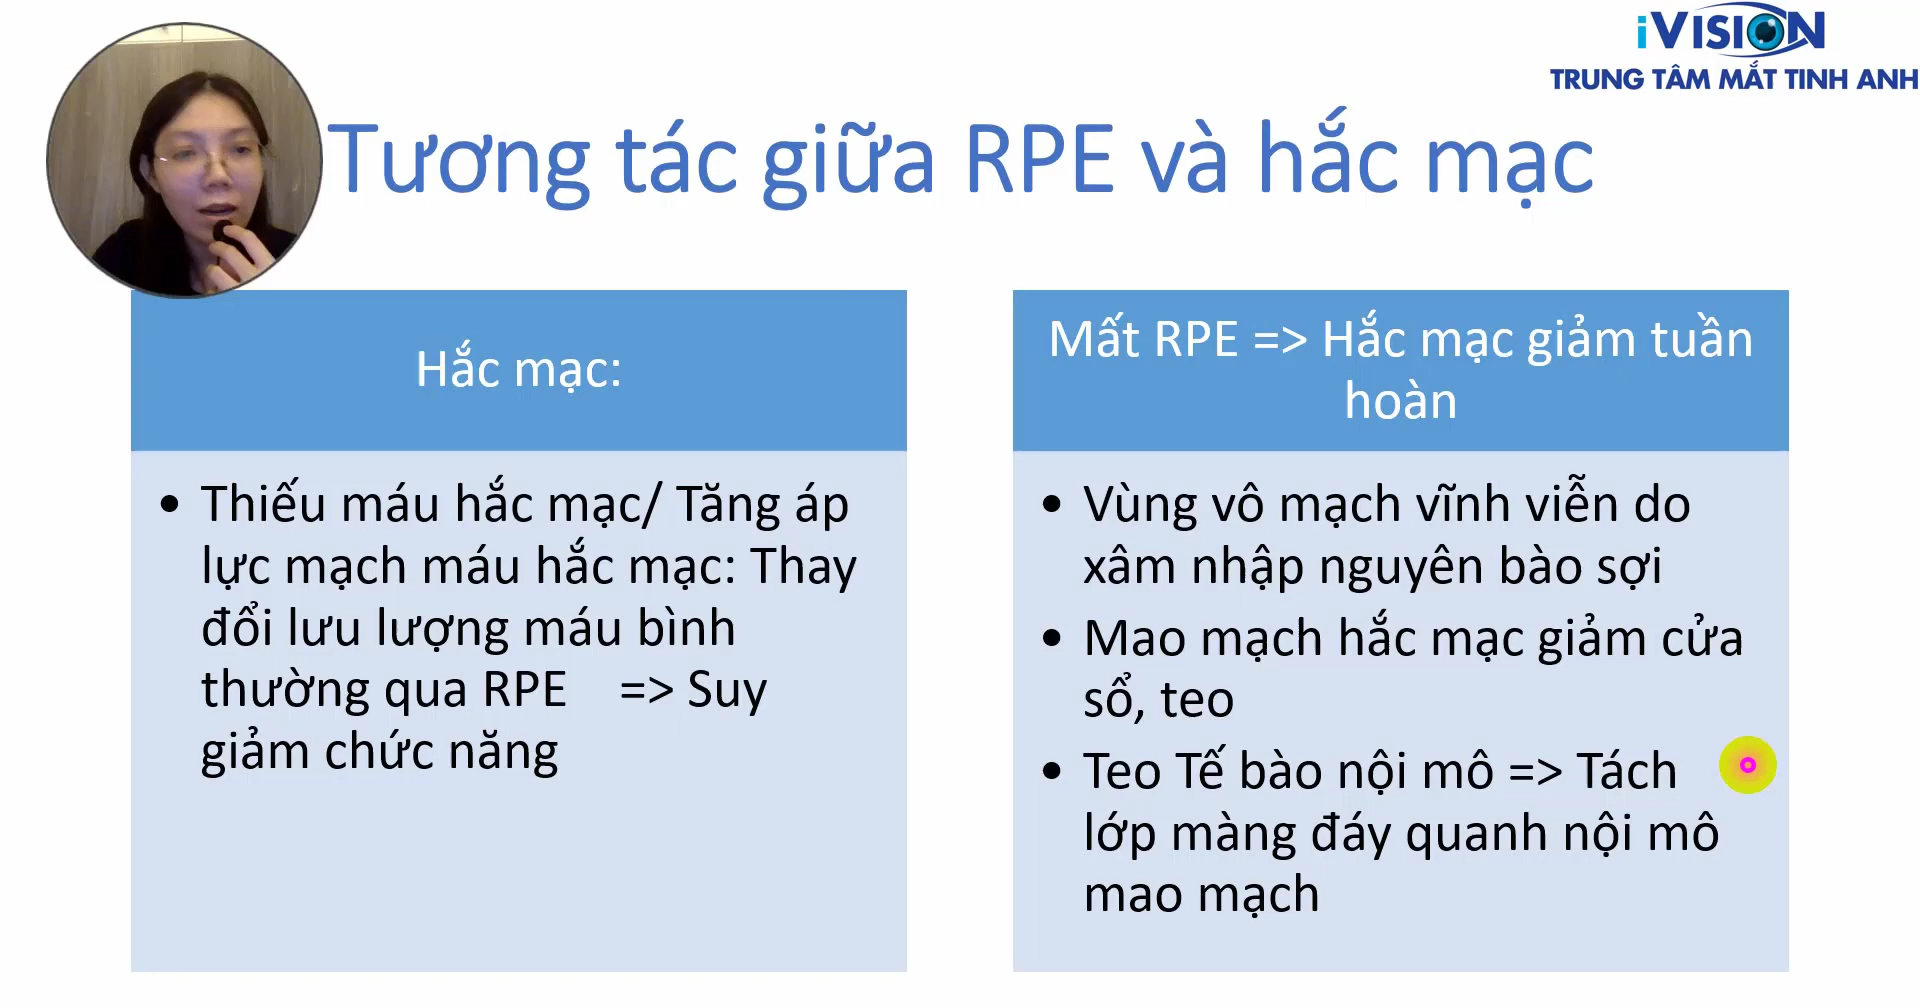 iVISION
TRUNG TÂM MẮT TINH ANH
Tương tác giữa RPE và hắc mạc
Hắc mạc:
• Thiếu máu hắc mạc/ Tăng áp
lực mạch máu hắc mạc: Thay
đổi lưu lượng máu bình
thường qua RPE => Suy
giảm chức năng
Mất RPE => Hắc mạc giảm tuần
hoàn
• Vùng vô mạch vĩnh viễn do
xâm nhập nguyên bào sợi
• Mao mạch hắc mạc giảm cửa
sổ, teo
• Teo Tế bào nội mô => Tách
lớp màng đáy quanh nội mô
mao mạch